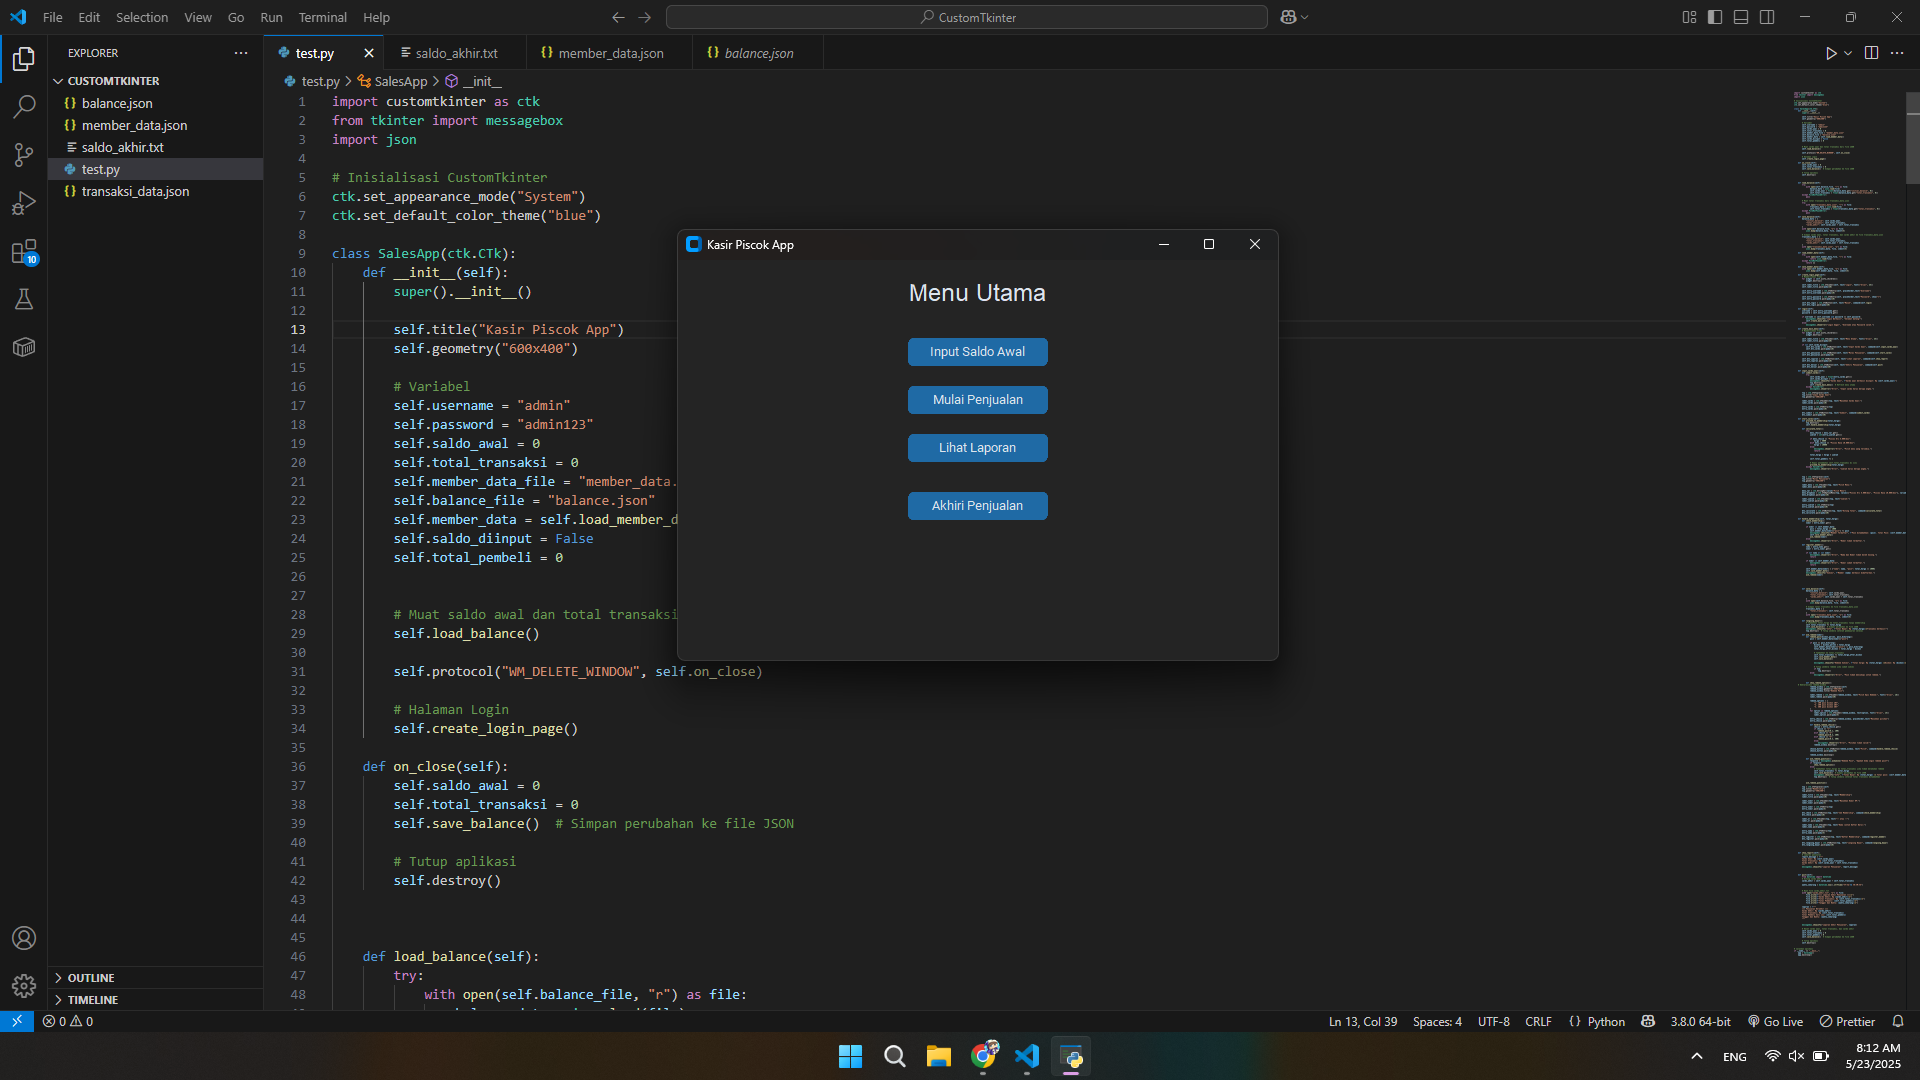 File Edit Selection View Go Run Terminal Help
CustomTkinter
EXPLORER
CUSTOMTKINTER
balance.json
member_data.json
saldo_akhir.txt
test.py
transaksi_data.json
10
OUTLINE
TIMELINE
test.py saldo_akhir.txt member_data.json balance.json
test.py > SalesApp > __init__
1 import customtkinter as ctk
2 from tkinter import messagebox
3 import json
4
5 # Inisialisasi CustomTkinter
6 ctk.set_appearance_mode("System")
7 ctk.set_default_color_theme("blue")
8
9 class SalesApp(ctk.CTk):
10 def __init__(self):
11 super().__init__()
12
13 self.title("Kasir Piscok App")
14 self.geometry("600x400")
15
16 # Variabel
17 self.username = "admin"
18 self.password = "admin123"
19 self.saldo_awal = 0
20 self.total_transaksi = 0
21 self.member_data_file = "member_data.
22 self.balance_file = "balance.json"
23 self.member_data = self.load_member_d
24 self.saldo_diinput = False
25 self.total_pembeli = 0
26
27
28 # Muat saldo awal dan total transaksi
29 self.load_balance()
30
31 self.protocol("WM_DELETE_WINDOW", self.on_close)
32
33 # Halaman Login
34 self.create_login_page()
35
36 def on_close(self):
37 self.saldo_awal = 0
38 self.total_transaksi = 0
39 self.save_balance() # Simpan perubahan ke file JSON
40
41 # Tutup aplikasi
42 self.destroy()
43
44
45
46 def load_balance(self):
47 try:
48 with open(self.balance_file, "r") as file:
Kasir Piscok App
Menu Utama
Input Saldo Awal
Mulai Penjualan
Lihat Laporan
Akhiri Penjualan
0 0
Ln 13, Col 39 Spaces: 4 UTF-8 CRLF {} Python 3.8.0 64-bit Go Live Prettier
ENG
8:12 AM
5/23/2025